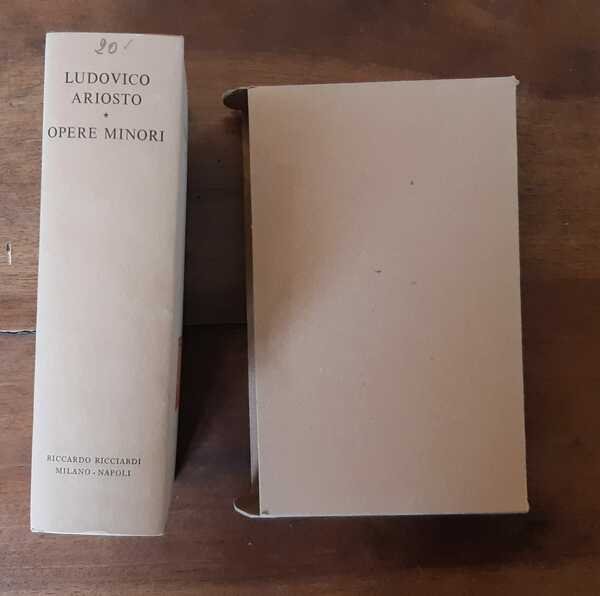 20
LUDOVICO
ARIOSTO
*
OPERE MINORI
RICCARDO RICCIARDI
MILANO - NAPOLI